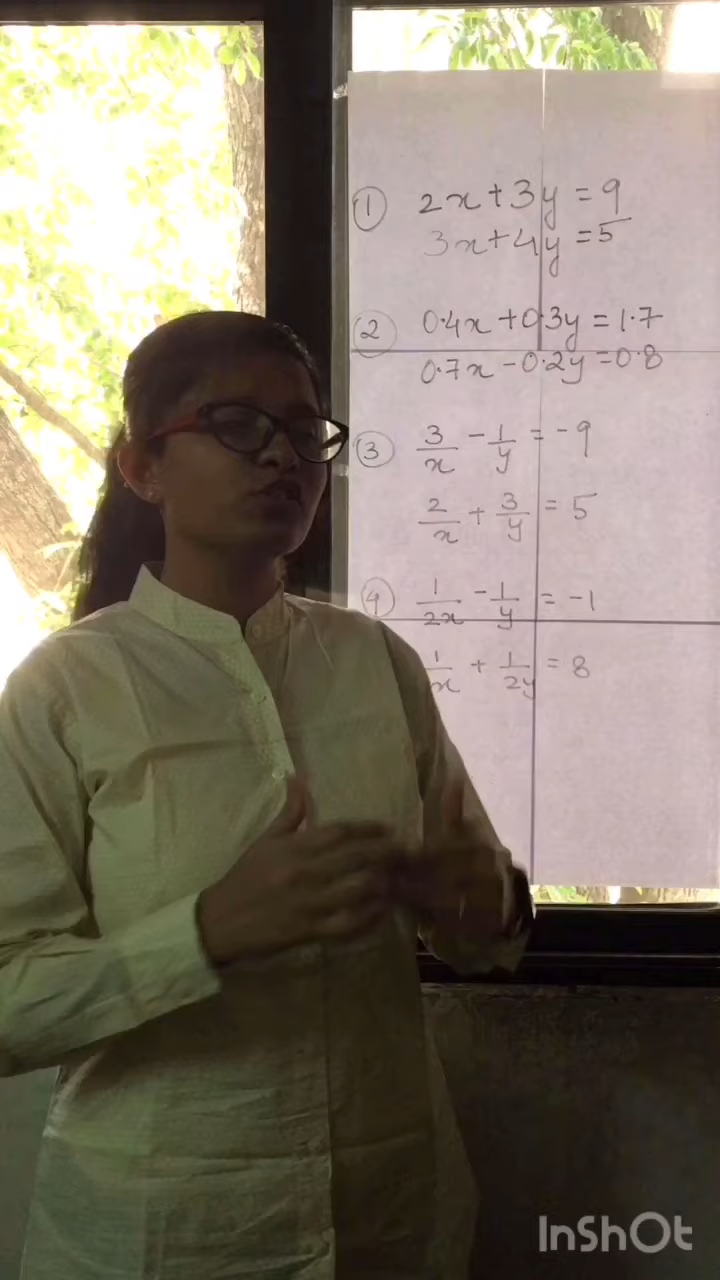 ① 2x+3y=9
3x+4y=5
② 0.4x+0.3y=1.7
0.7x-0.2y=0.8
③ 3/x - 1/y = -9
2/x + 3/y = 5
④ 1/2x - 1/y = -1
1/x + 1/2y = 8
InShOt